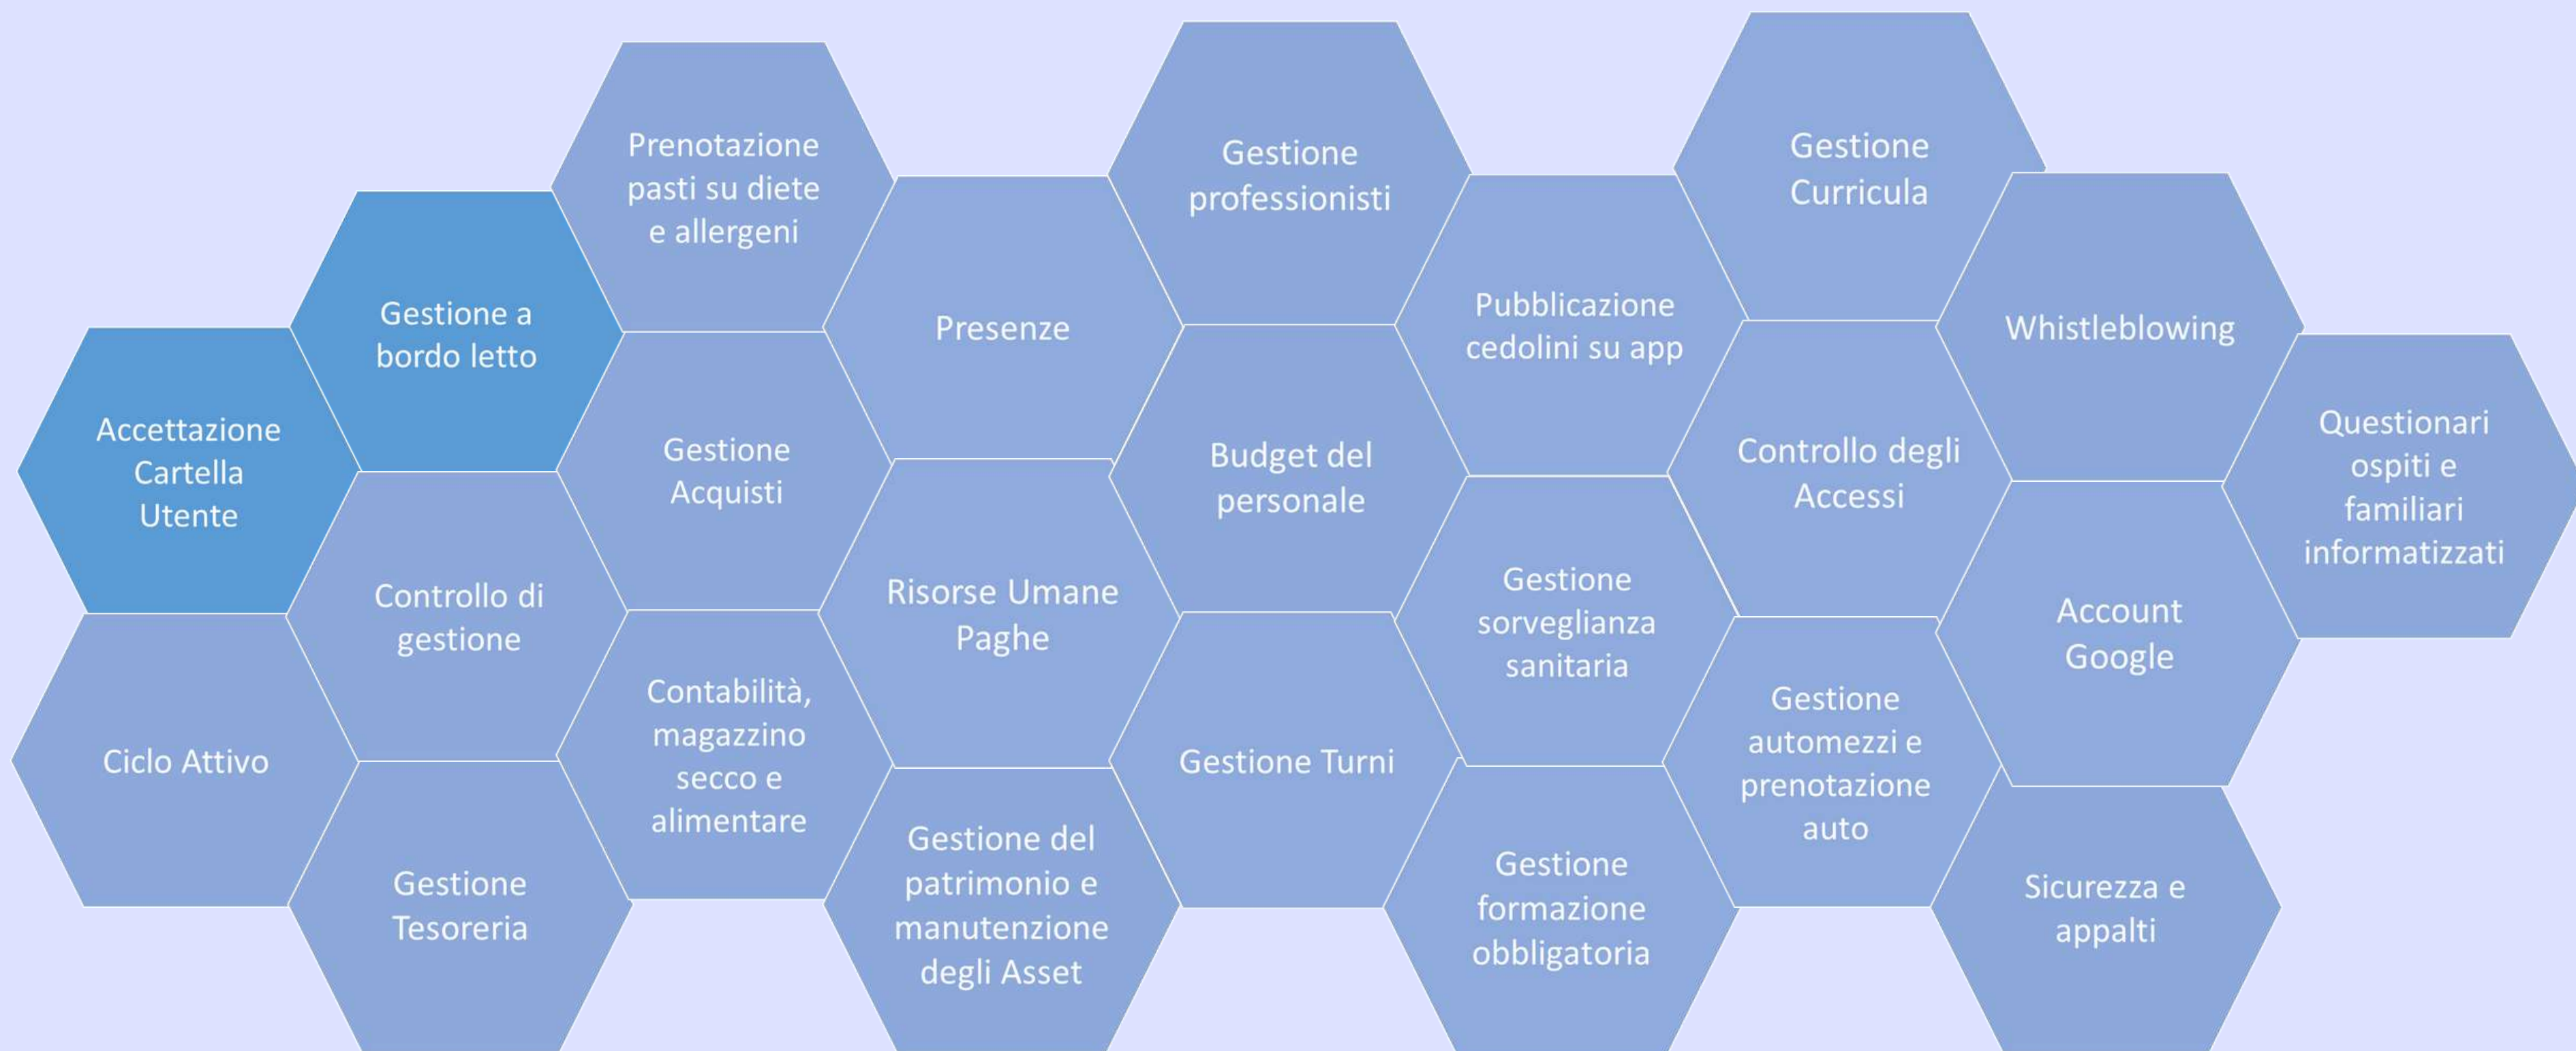 Accettazione
Cartella
Utente
Ciclo Attivo
Gestione a
bordo letto
Controllo di
gestione
Gestione
Tesoreria
Prenotazione
pasti su diete
e allergeni
Gestione
Acquisti
Contabilità,
magazzino
secco e
alimentare
Presenze
Risorse Umane
Paghe
Gestione del
patrimonio e
manutenzione
degli Asset
Gestione
professionisti
Budget del
personale
Gestione Turni
Pubblicazione
cedolini su app
Gestione
sorveglianza
sanitaria
Gestione
formazione
obbligatoria
Gestione
Curricula
Controllo degli
Accessi
Gestione
automezzi e
prenotazione
auto
Whistleblowing
Account
Google
Sicurezza e
appalti
Questionari
ospiti e
familiari
informatizzati